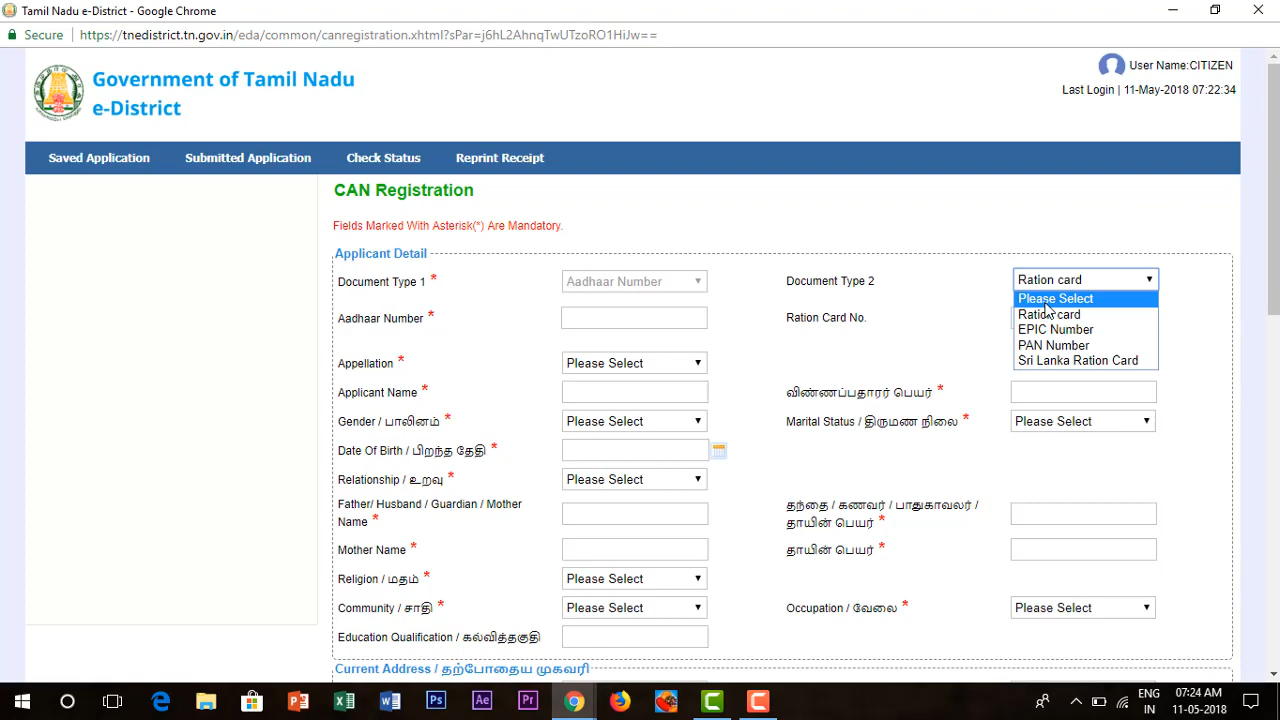 Tamil Nadu e-District - Google Chrome
Secure https://tnedistrict.tn.gov.in/eda/common/canregistration.xhtml?sPar=j6hL2AhnqTwUTzoRO1HiJw==
Government of Tamil Nadu
e-District
User Name:CITIZEN
Last Login | 11-May-2018 07:22:34
Saved Application Submitted Application Check Status Reprint Receipt
CAN Registration
Fields Marked With Asterisk(*) Are Mandatory.
Applicant Detail
Document Type 1 * Aadhaar Number Document Type 2 Ration card
Please Select
Ration card
EPIC Number
PAN Number
Sri Lanka Ration Card
Aadhaar Number * Ration Card No.
Appellation * Please Select
Applicant Name * விண்ணப்பதாரர் பெயர் *
Gender / பாலினம் * Please Select Marital Status / திருமண நிலை * Please Select
Date Of Birth / பிறந்த தேதி *
Relationship / உறவு * Please Select
Father/ Husband / Guardian / Mother Name * தந்தை / கணவர் / பாதுகாவலர் / தாயின் பெயர் *
Mother Name * தாயின் பெயர் *
Religion / மதம் * Please Select
Community / சாதி * Please Select Occupation / வேலை * Please Select
Education Qualification / கல்வித்தகுதி
Current Address / தற்போதைய முகவரி
ENG
IN
07:24 AM
11-05-2018